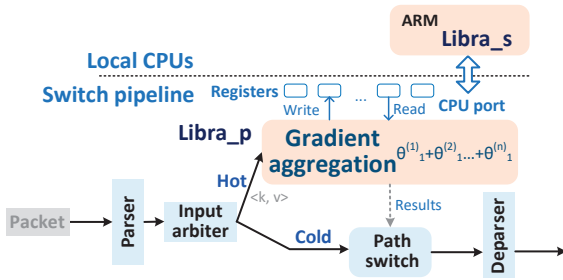 ARM
Libra_s
Local CPUs
Switch pipeline
Registers
...
CPU port
Write
Read
Libra_p
Gradient
aggregation
θ⁽¹⁾₁+θ⁽²⁾₁...+θ⁽ⁿ⁾₁
Hot
<k, v>
Results
Packet
Parser
Input
arbiter
Cold
Path
switch
Deparser